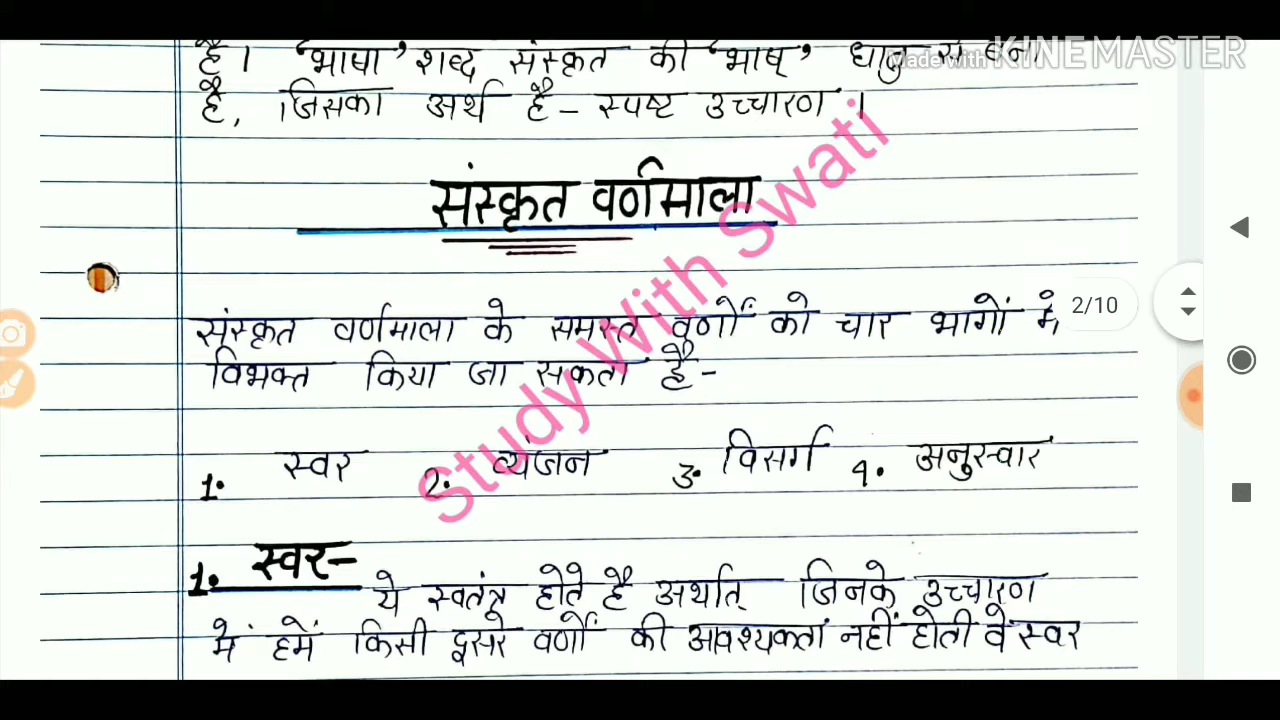 है। 'भाषा' शब्द संस्कृत की 'भाष्' धातु से बना
Made with KINEMASTER
है, जिसका अर्थ है - स्पष्ट उच्चारण ।
संस्कृत वर्णमाला
Study With Swati
2/10
संस्कृत वर्णमाला के समस्त वर्णों को चार भागों में
विभक्त किया जा सकता है -
1. स्वर 2. व्यंजन 3. विसर्ग 4. अनुस्वार
1. स्वर-
ये स्वतंत्र होते है अर्थात् जिनके उच्चारण
में हमें किसी दूसरे वर्णों की आवश्यकता नहीं होती वे स्वर